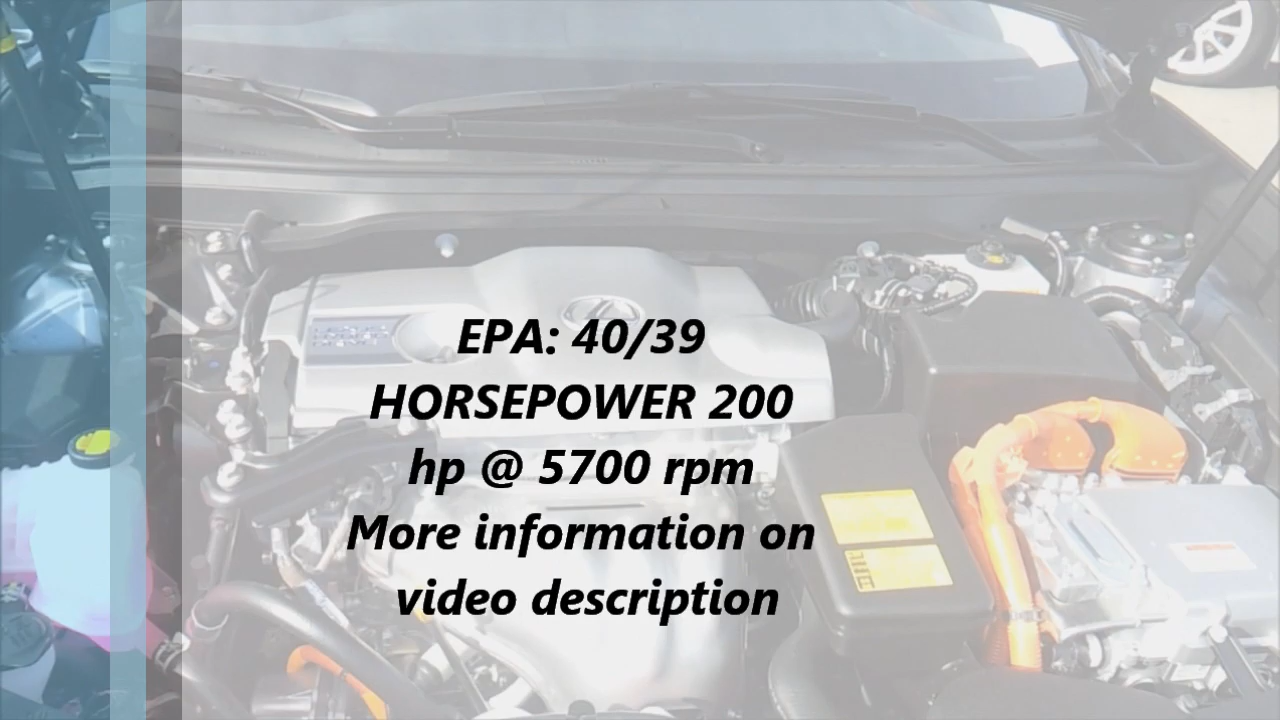 EPA: 40/39
HORSEPOWER 200
hp @ 5700 rpm
More information on
video description